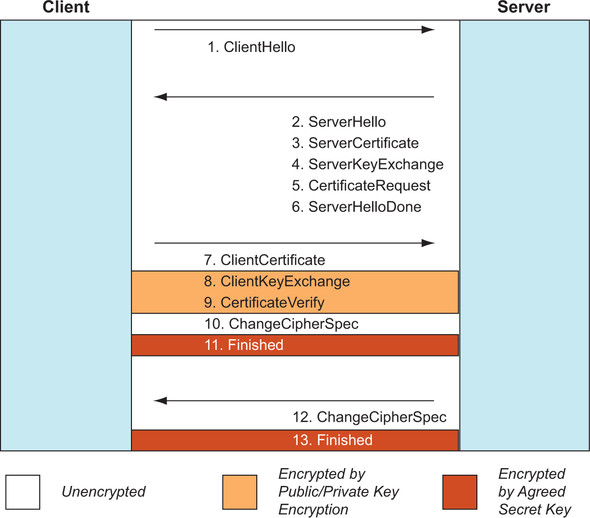 Client
Server
1. ClientHello
2. ServerHello
3. ServerCertificate
4. ServerKeyExchange
5. CertificateRequest
6. ServerHelloDone
7. ClientCertificate
8. ClientKeyExchange
9. CertificateVerify
10. ChangeCipherSpec
11. Finished
12. ChangeCipherSpec
13. Finished
Unencrypted
Encrypted by
Public/Private Key
Encryption
Encrypted
by Agreed
Secret Key